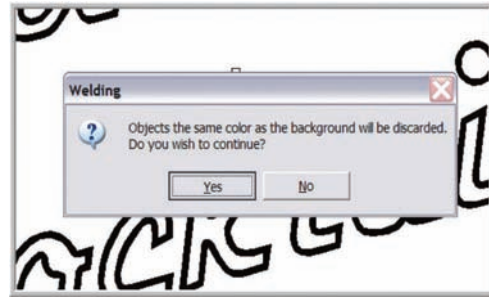 Welding
Objects the same color as the background will be discarded.
Do you wish to continue?
Yes No